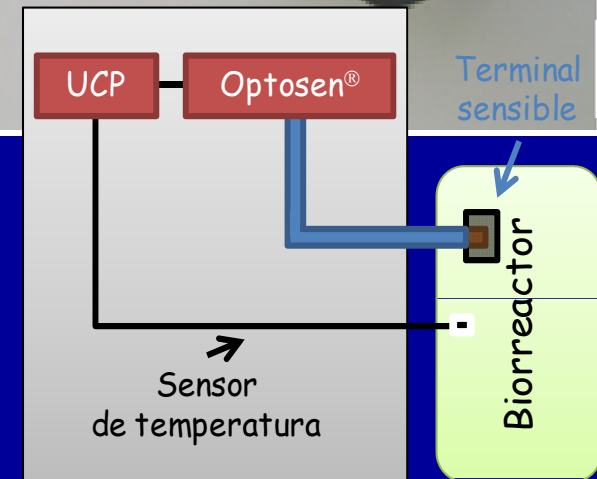 UCP
Optosen®
Terminal
sensible
Biorreactor
Sensor
de temperatura